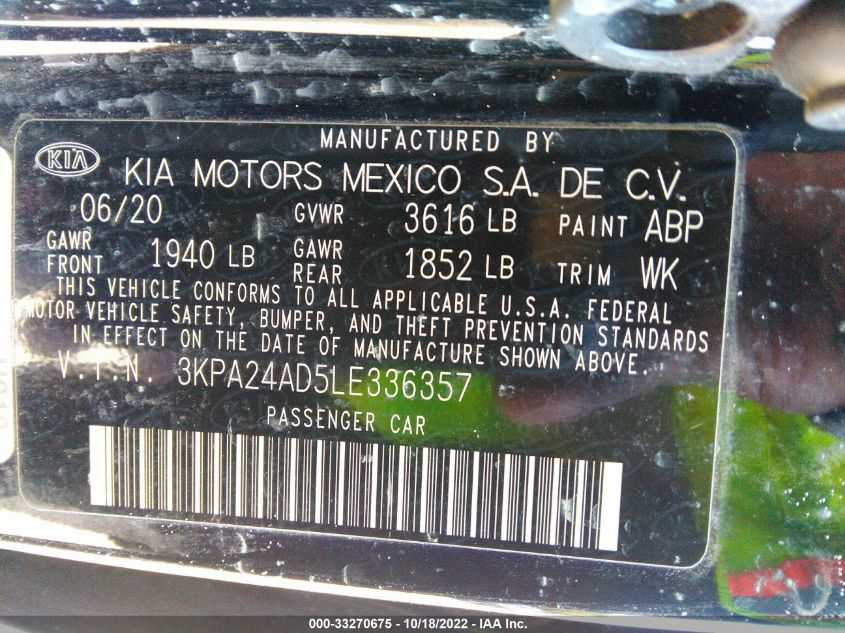 MANUFACTURED BY
KIA KIA MOTORS MEXICO S.A. DE C.V.
06/20 GVWR 3616 LB PAINT ABP
GAWR FRONT 1940 LB GAWR REAR 1852 LB TRIM WK
THIS VEHICLE CONFORMS TO ALL APPLICABLE U.S.A. FEDERAL
MOTOR VEHICLE SAFETY, BUMPER, AND THEFT PREVENTION STANDARDS
IN EFFECT ON THE DATE OF MANUFACTURE SHOWN ABOVE.
V.I.N. 3KPA24AD5LE336357
PASSENGER CAR
000-33270675 - 10/18/2022 - IAA Inc.